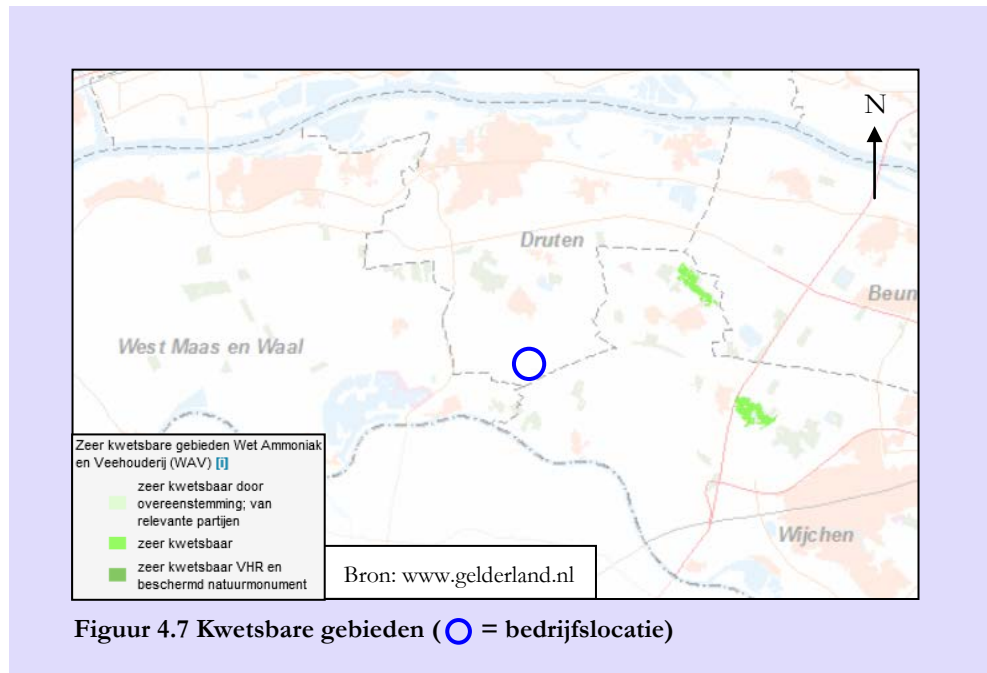 N
Druten
Beun
West Maas en Waal
Wijchen
Zeer kwetsbare gebieden Wet Ammoniak
en Veehouderij (WAV) [i]
zeer kwetsbaar door
overeenstemming; van
relevante partijen
zeer kwetsbaar
zeer kwetsbaar VHR en
beschermd natuurmonument
Bron: www.gelderland.nl
Figuur 4.7 Kwetsbare gebieden ( = bedrijfslocatie)